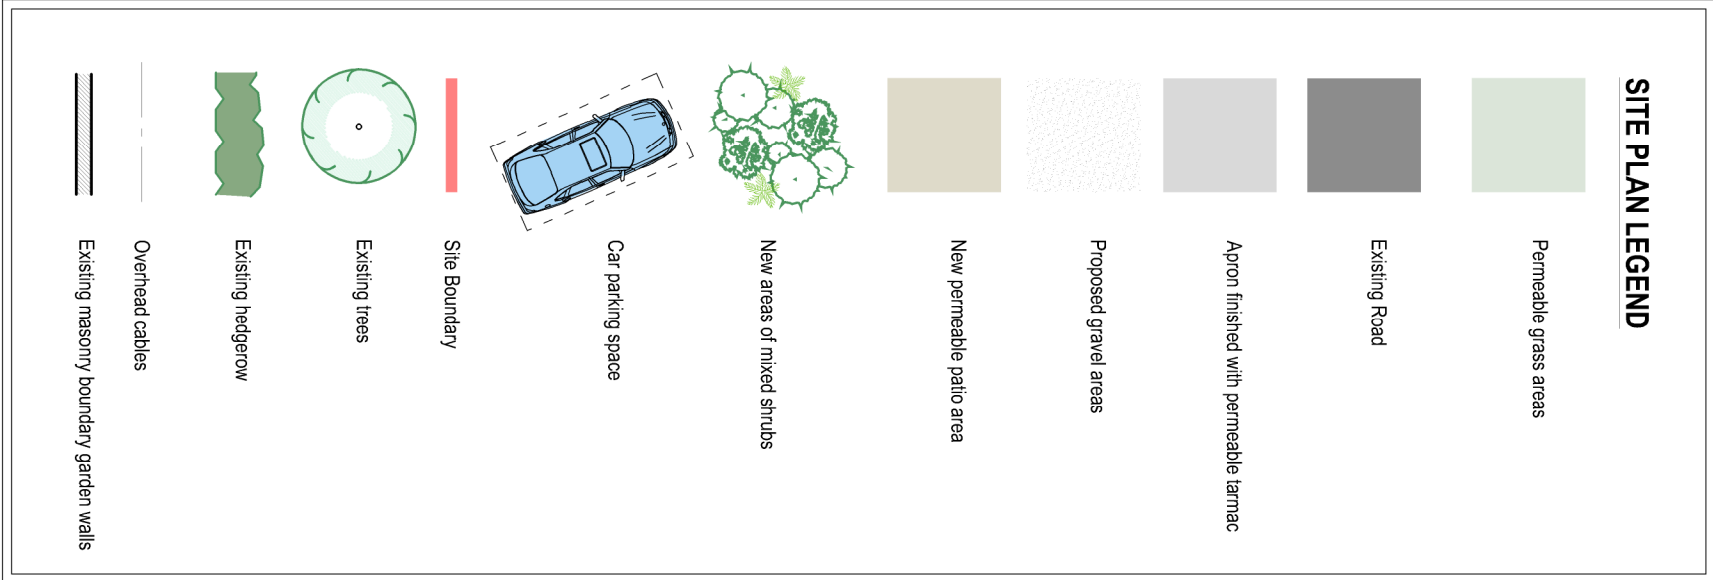 SITE PLAN LEGEND
Permeable grass areas
Existing Road
Apron finished with permeable tarmac
Proposed gravel areas
New permeable patio area
New areas of mixed shrubs
Car parking space
Site Boundary
Existing trees
Existing hedgerow
Overhead cables
Existing masonry boundary garden walls